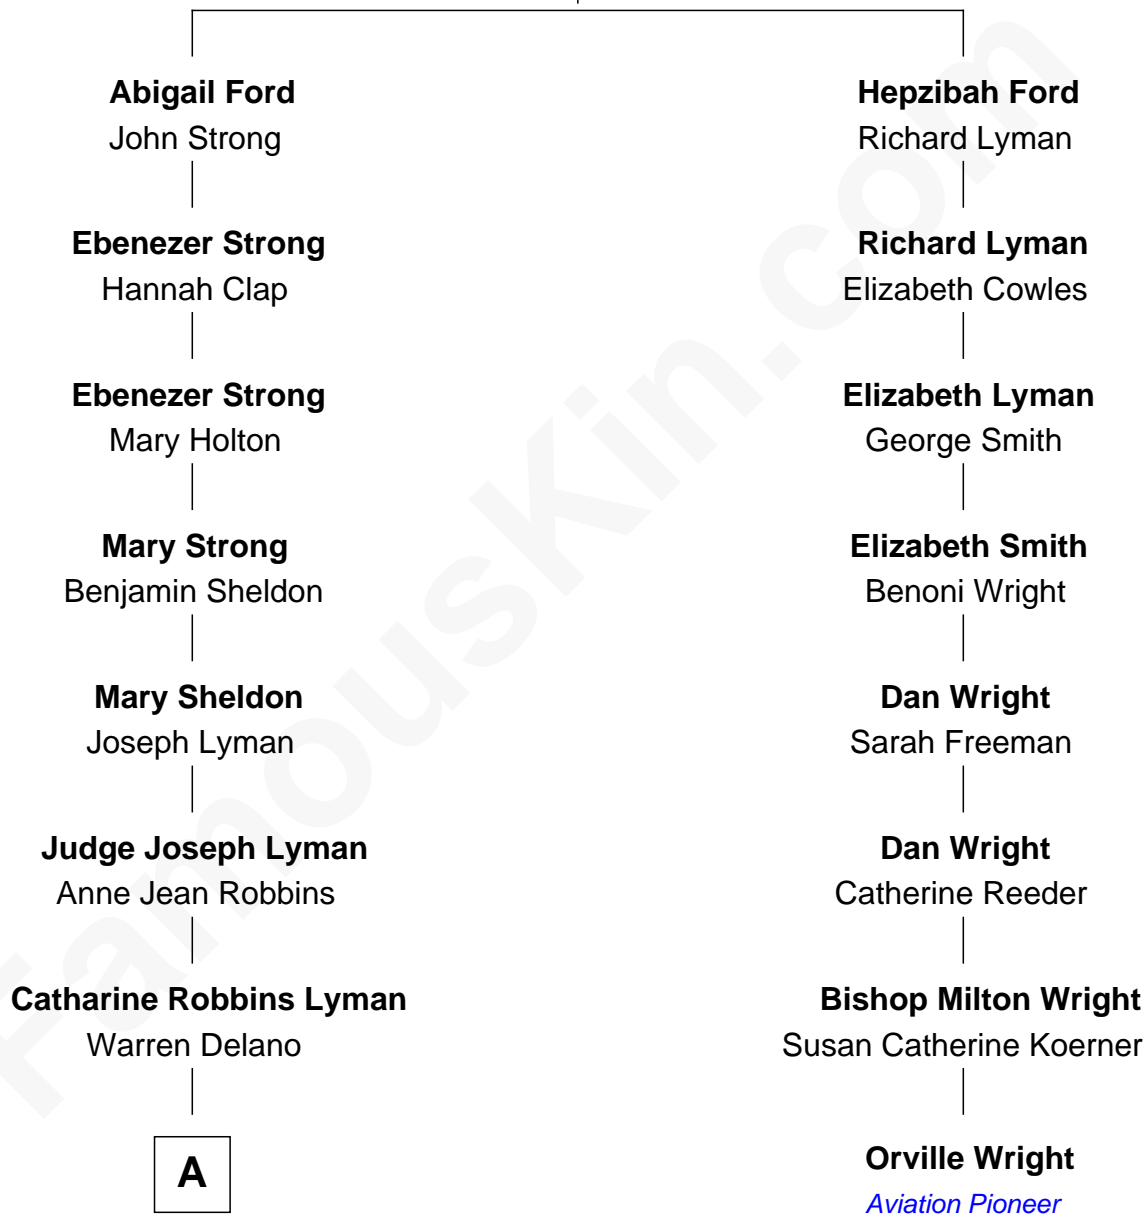 Abigail Ford
John Strong
Ebenezer Strong
Hannah Clap
Ebenezer Strong
Mary Holton
Mary Strong
Benjamin Sheldon
Mary Sheldon
Joseph Lyman
Judge Joseph Lyman
Anne Jean Robbins
Catharine Robbins Lyman
Warren Delano
A
Hepzibah Ford
Richard Lyman
Richard Lyman
Elizabeth Cowles
Elizabeth Lyman
George Smith
Elizabeth Smith
Benoni Wright
Dan Wright
Sarah Freeman
Dan Wright
Catherine Reeder
Bishop Milton Wright
Susan Catherine Koerner
Orville Wright
Aviation Pioneer
FamousKin.com